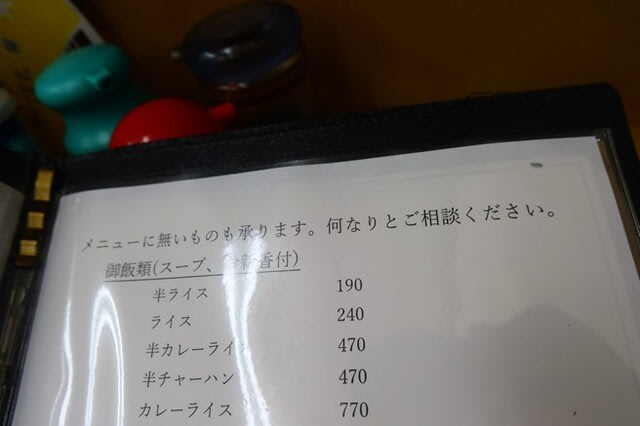 メニューに無いものも承ります。何なりとご相談ください。
御飯類(スープ、お新香付)
半ライス 190
ライス 240
半カレーライス 470
半チャーハン 470
カレーライス 770